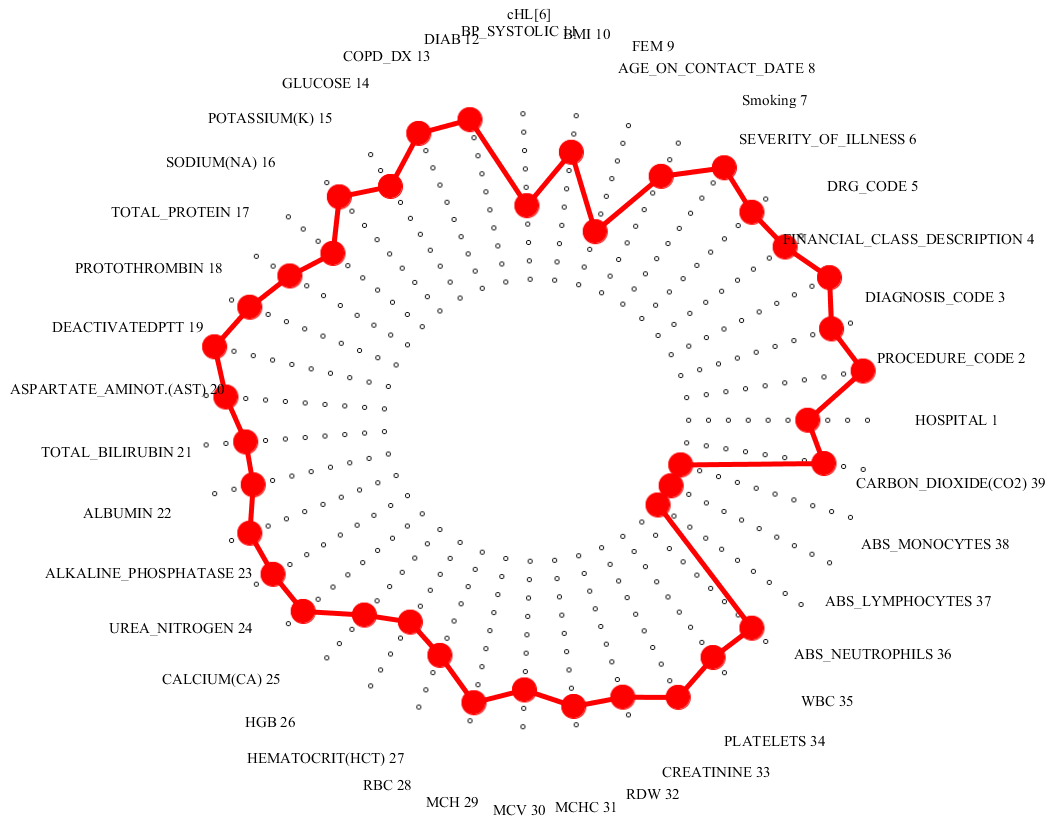 cHL[6]
BP_SYSTOLIC 11
BMI 10
DIAB 12
FEM 9
COPD_DX 13
AGE_ON_CONTACT_DATE 8
GLUCOSE 14
Smoking 7
POTASSIUM(K) 15
SEVERITY_OF_ILLNESS 6
SODIUM(NA) 16
DRG_CODE 5
TOTAL_PROTEIN 17
FINANCIAL_CLASS_DESCRIPTION 4
PROTOTHROMBIN 18
DIAGNOSIS_CODE 3
DEACTIVATEDPTT 19
PROCEDURE_CODE 2
ASPARTATE_AMINOT.(AST) 20
HOSPITAL 1
TOTAL_BILIRUBIN 21
CARBON_DIOXIDE(CO2) 39
ALBUMIN 22
ABS_MONOCYTES 38
ALKALINE_PHOSPHATASE 23
ABS_LYMPHOCYTES 37
UREA_NITROGEN 24
ABS_NEUTROPHILS 36
CALCIUM(CA) 25
WBC 35
HGB 26
PLATELETS 34
HEMATOCRIT(HCT) 27
CREATININE 33
RBC 28
RDW 32
MCH 29
MCHC 31
MCV 30